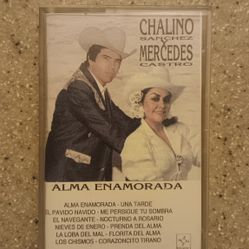 CHALINO
SANCHEZ
&
MERCEDES
CASTRO
ALMA ENAMORADA
ALMA ENAMORADA - UNA TARDE
EL PAVIDO NAVIDO - ME PERSIGUE TU SOMBRA
EL NAVEGANTE - NOCTURNO A ROSARIO
NIEVES DE ENERO - PRENDA DEL ALMA
LA LOBA DEL MAL - FLORITA DEL ALMA
LOS CHISMOS - CORAZONCITO TIRANO